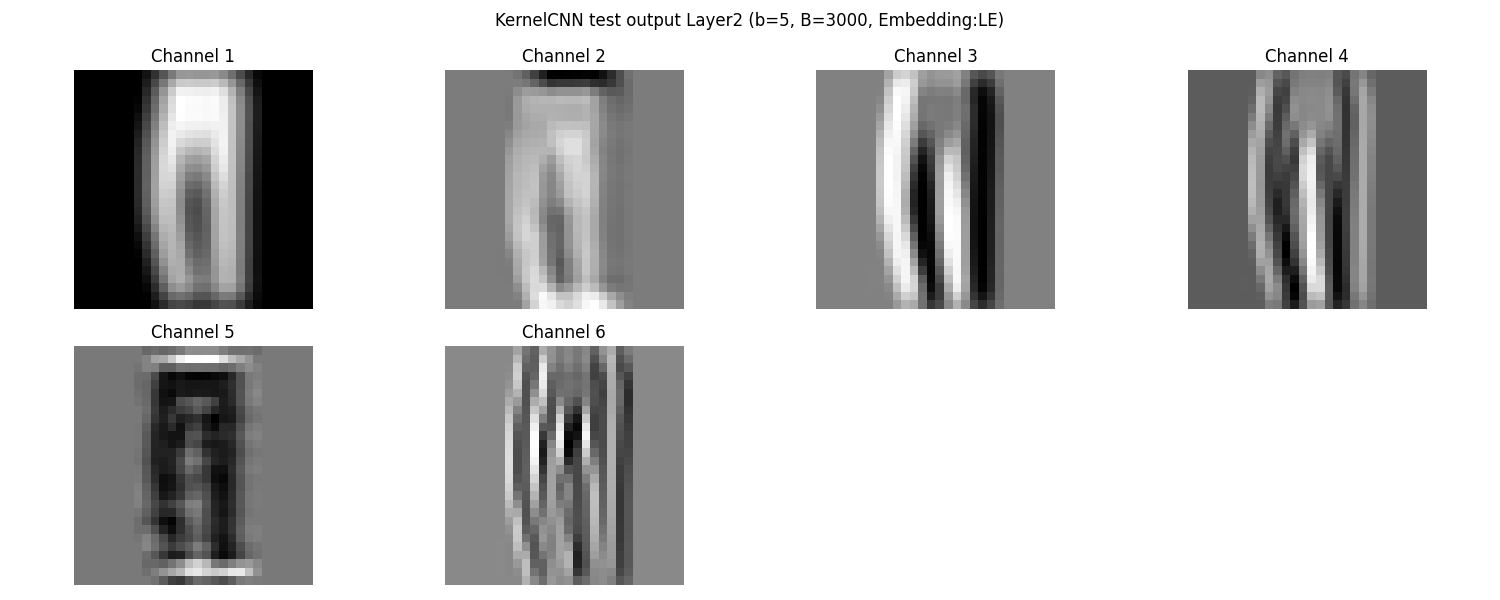 KernelCNN test output Layer2 (b=5, B=3000, Embedding:LE)
Channel 1
Channel 2
Channel 3
Channel 4
Channel 5
Channel 6